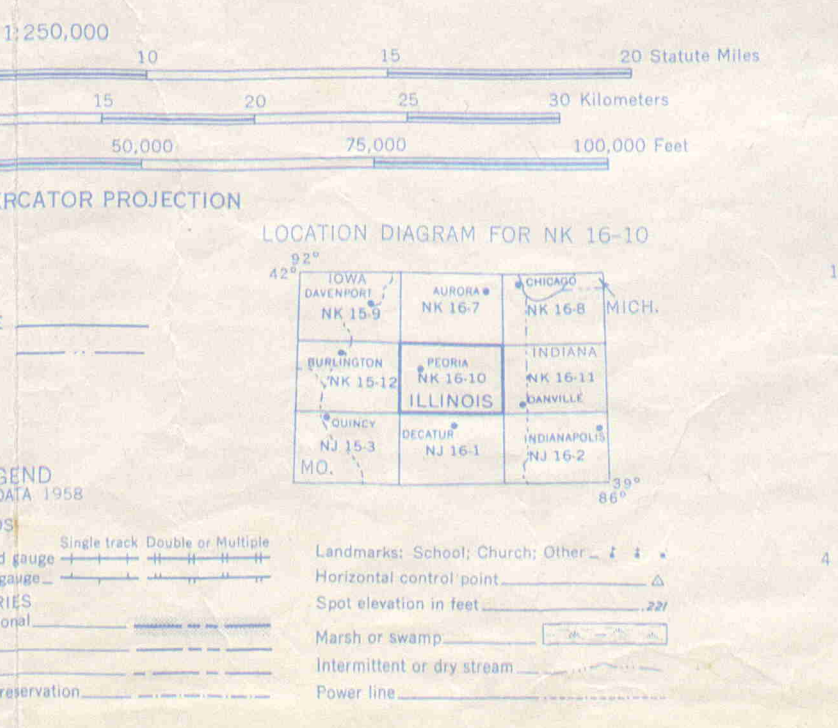 1:250,000
10 15 20 Statute Miles
15 20 25 30 Kilometers
50,000 75,000 100,000 Feet
ERCATOR PROJECTION
LOCATION DIAGRAM FOR NK 16-10
92°
42°
IOWA
DAVENPORT
NK 15-9
AURORA
NK 16-7
CHICAGO
NK 16-8
MICH.
BURLINGTON
NK 15-12
PEORIA
NK 16-10
ILLINOIS
INDIANA
NK 16-11
DANVILLE
QUINCY
NJ 15-3
MO.
DECATUR
NJ 16-1
INDIANAPOLIS
NJ 16-2
39°
86°
1
GEND
DATA 1958
Single track Double or Multiple
d gauge
gauge
RIES
onal
reservation
Landmarks: School; Church; Other
Horizontal control point
Spot elevation in feet .221
Marsh or swamp
Intermittent or dry stream
Power line
4